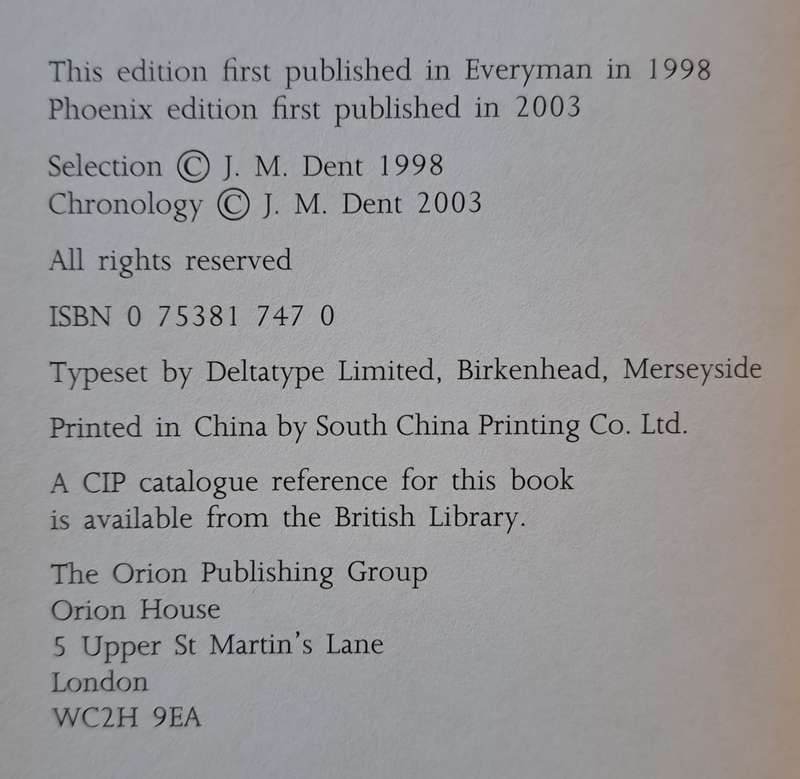 This edition first published in Everyman in 1998
Phoenix edition first published in 2003
Selection © J. M. Dent 1998
Chronology © J. M. Dent 2003
All rights reserved
ISBN 0 75381 747 0
Typeset by Deltatype Limited, Birkenhead, Merseyside
Printed in China by South China Printing Co. Ltd.
A CIP catalogue reference for this book
is available from the British Library.
The Orion Publishing Group
Orion House
5 Upper St Martin's Lane
London
WC2H 9EA